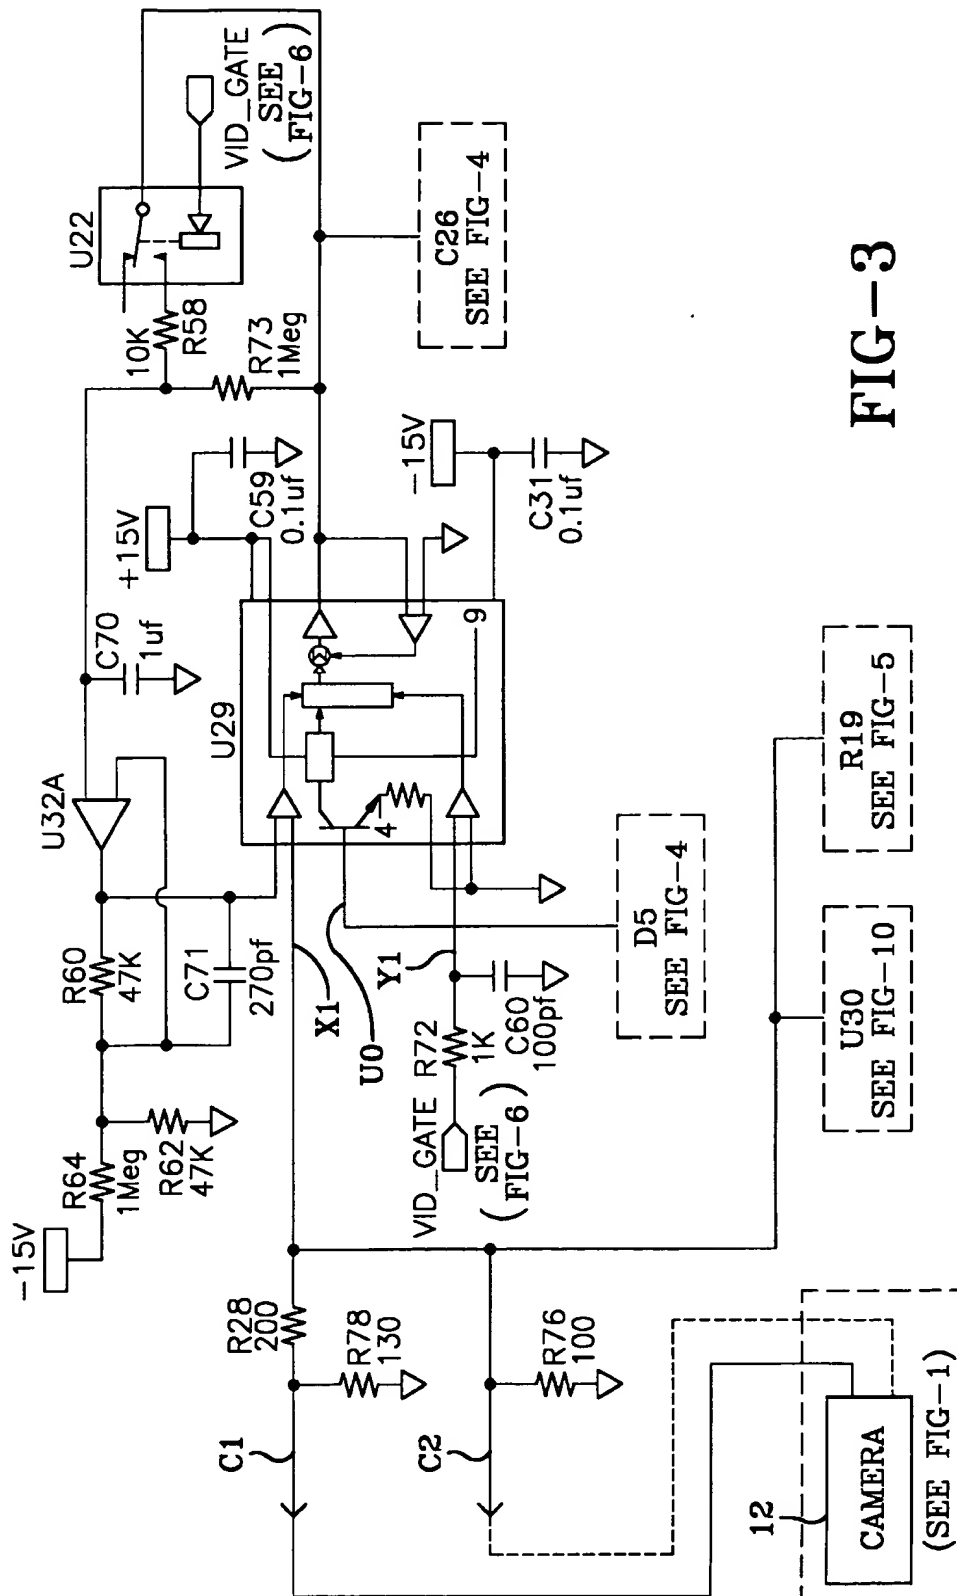 -15V
R64
1Meg
R62
47K
R60
47K
C71
270pf
U32A
C70
1uf
+15V
C59
0.1uf
10K
R58
R73
1Meg
U22
VID_GATE
(SEE
FIG-6)
C1
R28
200
R78
130
X1
U0
U29
4
9
-15V
C31
0.1uf
C26
SEE FIG-4
C2
R76
100
VID_GATE
(SEE
FIG-6)
R72
1K
Y1
C60
100pf
D5
SEE FIG-4
12
CAMERA
(SEE FIG-1)
U30
SEE FIG-10
R19
SEE FIG-5
FIG-3